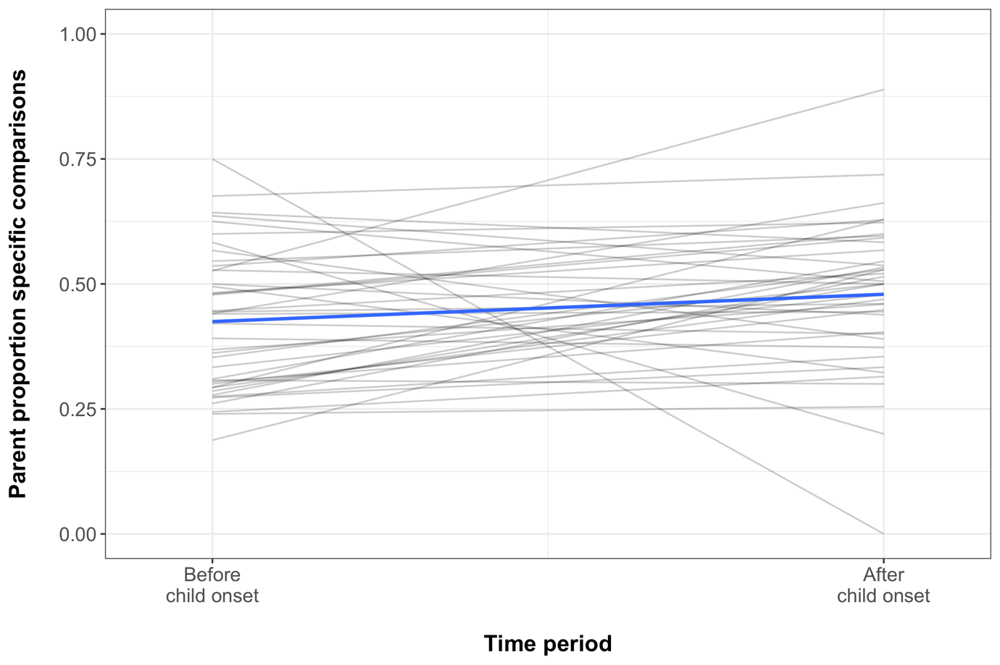 Parent proportion specific comparisons
1.00
0.75
0.50
0.25
0.00
Before
child onset
After
child onset
Time period